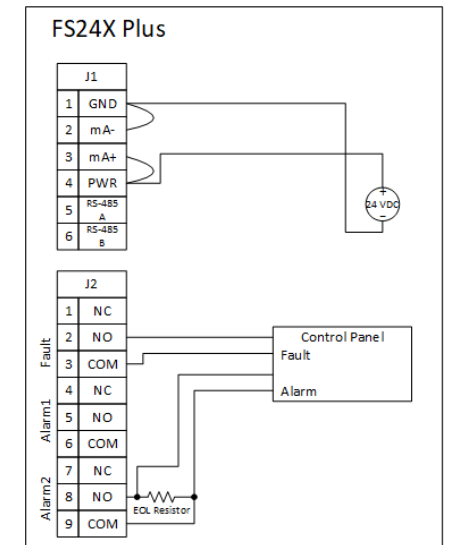 FS24X Plus
J1
1 GND
2 mA-
3 mA+
4 PWR
5 RS-485 A
6 RS-485 B
+
24 VDC
−
J2
Fault
1 NC
2 NO
3 COM
Alarm1
4 NC
5 NO
6 COM
Alarm2
7 NC
8 NO
9 COM
EOL Resistor
Control Panel
Fault
Alarm